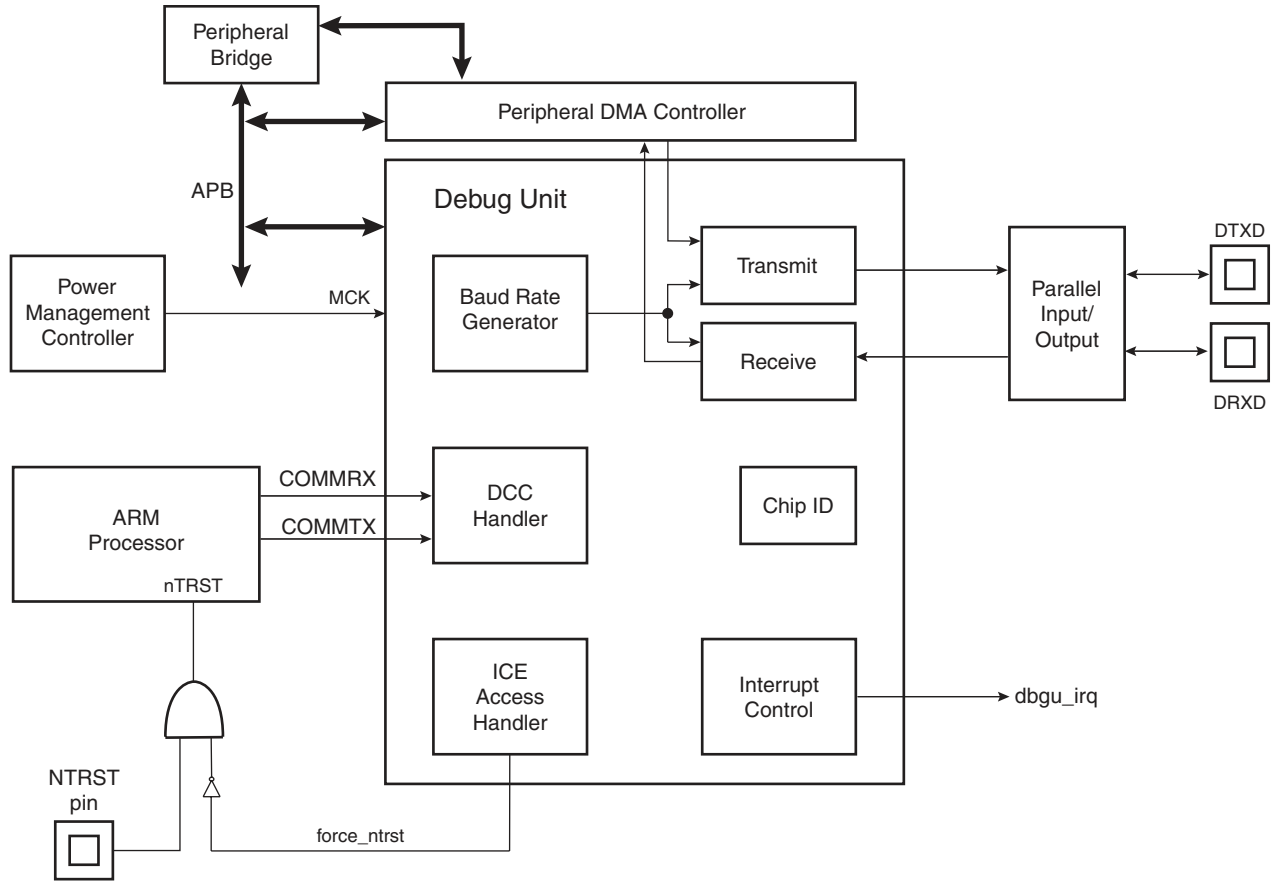 Peripheral
Bridge
Peripheral DMA Controller
APB
Debug Unit
Power
Management
Controller
MCK
Baud Rate
Generator
Transmit
Receive
Parallel
Input/
Output
DTXD
DRXD
ARM
Processor
nTRST
COMMRX
COMMTX
DCC
Handler
Chip ID
ICE
Access
Handler
Interrupt
Control
dbgu_irq
NTRST
pin
force_ntrst